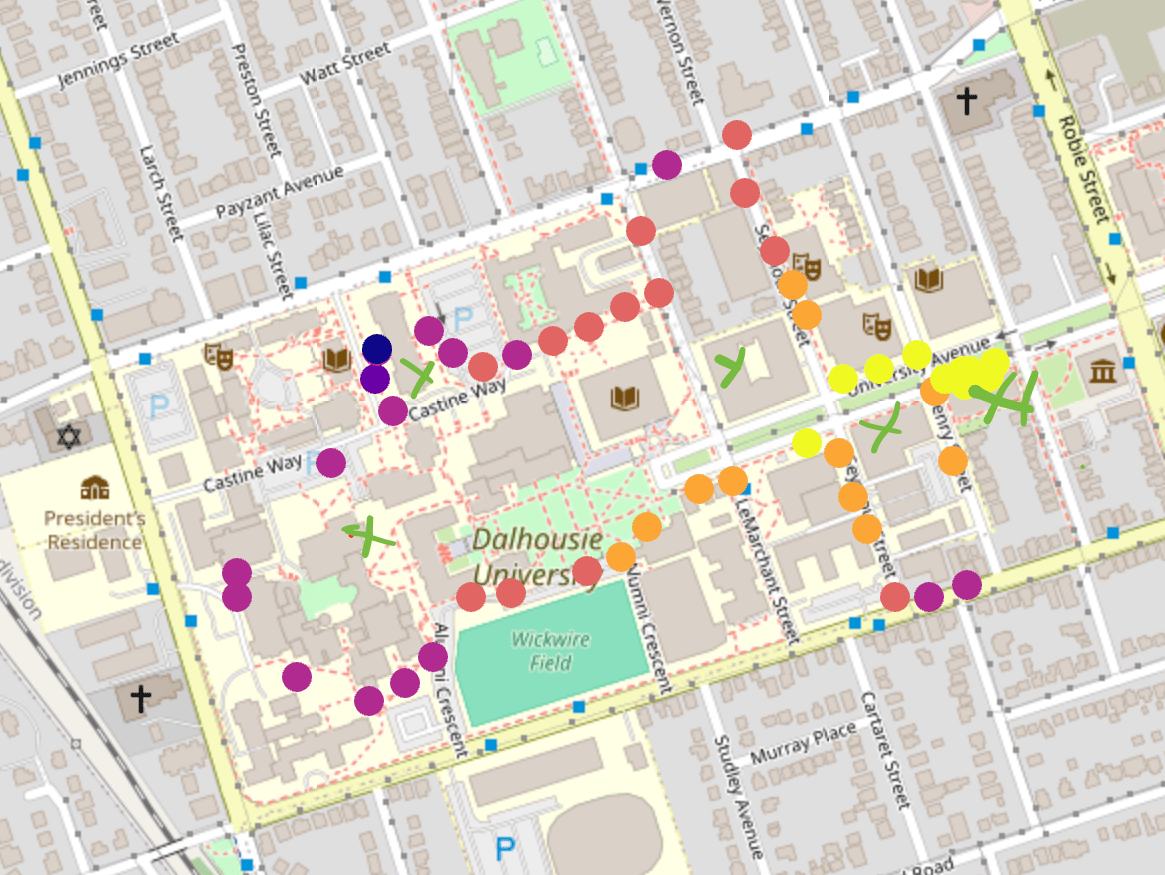 Jennings Street
Preston Street
Watt Street
Vernon Street
Larch Street
Payzant Avenue
Lilac Street
Robie Street
P
Castine Way
University Avenue
Castine Way
P
P
President's
Residence
Dalhousie
University
LeMarchant Street
Wickwire
Field
Alumni Crescent
Murray Place
Studley Avenue
Cartaret Street
P
Road